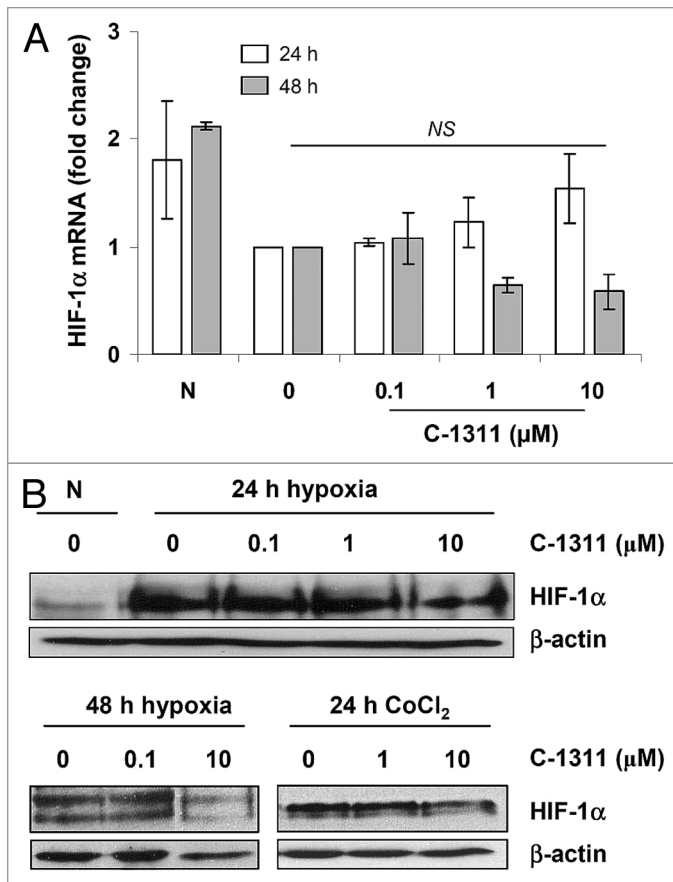 A
3
2
1
0
HIF-1α mRNA (fold change)
24 h
48 h
NS
N 0 0.1 1 10
C-1311 (µM)
B
N 24 h hypoxia
0 0 0.1 1 10 C-1311 (µM)
HIF-1α
β-actin
48 h hypoxia 24 h CoCl₂
0 0.1 10 0 1 10 C-1311 (µM)
HIF-1α
β-actin